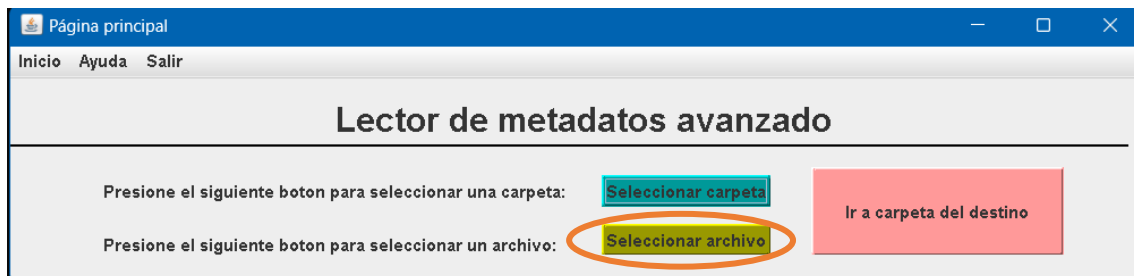 Página principal
Inicio Ayuda Salir
Lector de metadatos avanzado
Presione el siguiente boton para seleccionar una carpeta: Seleccionar carpeta
Ir a carpeta del destino
Presione el siguiente boton para seleccionar un archivo: Seleccionar archivo